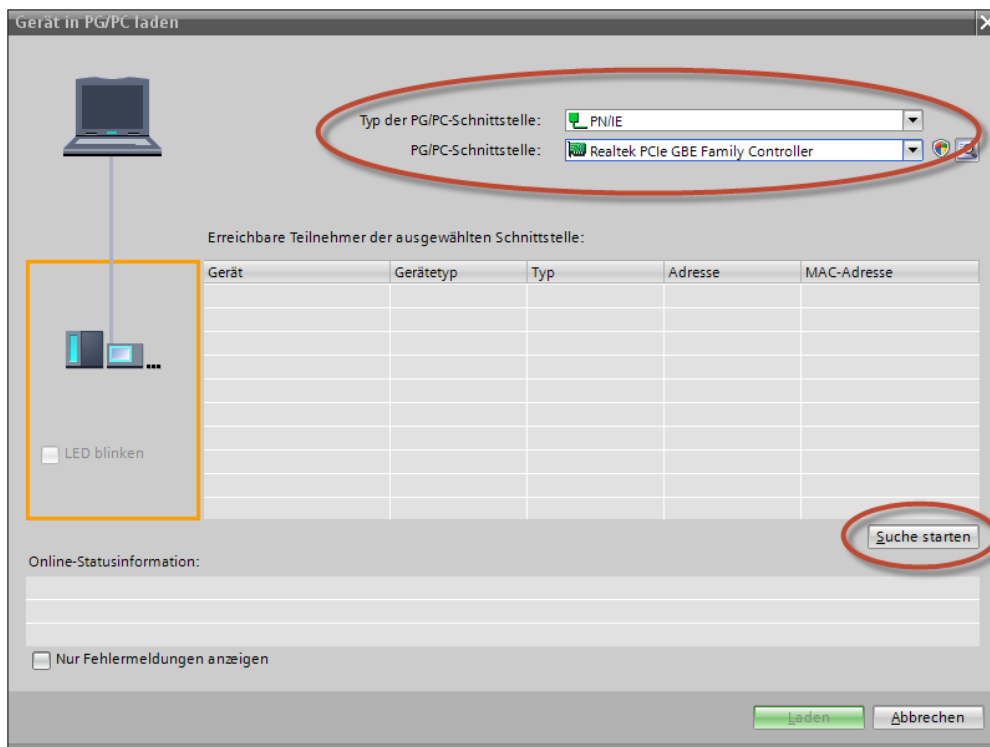 Gerät in PG/PC laden
Typ der PG/PC-Schnittstelle: PN/IE
PG/PC-Schnittstelle: Realtek PCIe GBE Family Controller
Erreichbare Teilnehmer der ausgewählten Schnittstelle:
Gerät Gerätetyp Typ Adresse MAC-Adresse
LED blinken
Suche starten
Online-Statusinformation:
Nur Fehlermeldungen anzeigen
Laden Abbrechen